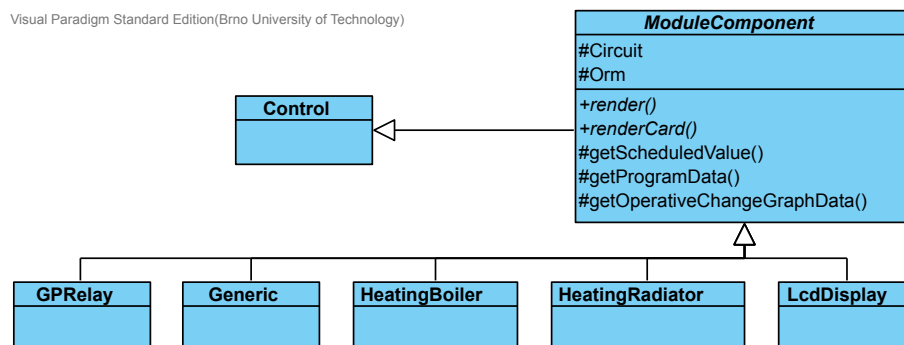 Visual Paradigm Standard Edition(Brno University of Technology)
ModuleComponent
#Circuit
#Orm
+render()
+renderCard()
#getScheduledValue()
#getProgramData()
#getOperativeChangeGraphData()
Control
GPRelay
Generic
HeatingBoiler
HeatingRadiator
LcdDisplay